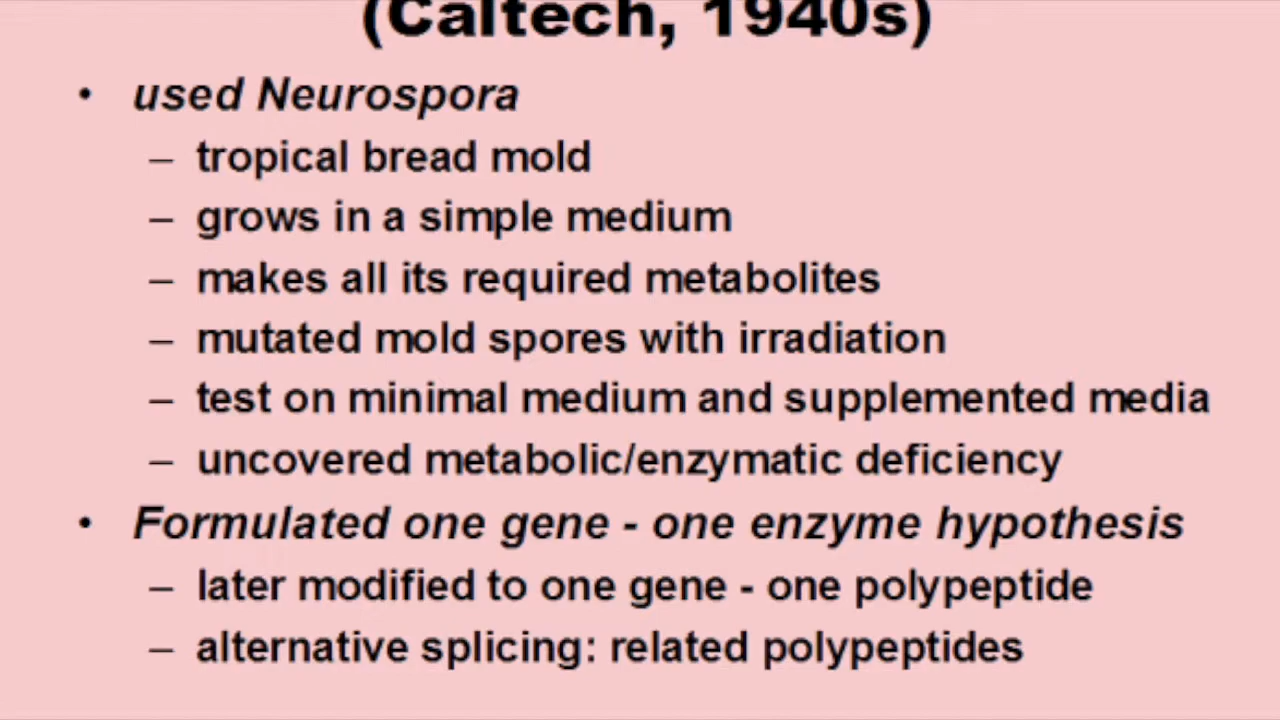 (Caltech, 1940s)
• used Neurospora
– tropical bread mold
– grows in a simple medium
– makes all its required metabolites
– mutated mold spores with irradiation
– test on minimal medium and supplemented media
– uncovered metabolic/enzymatic deficiency
• Formulated one gene - one enzyme hypothesis
– later modified to one gene - one polypeptide
– alternative splicing: related polypeptides